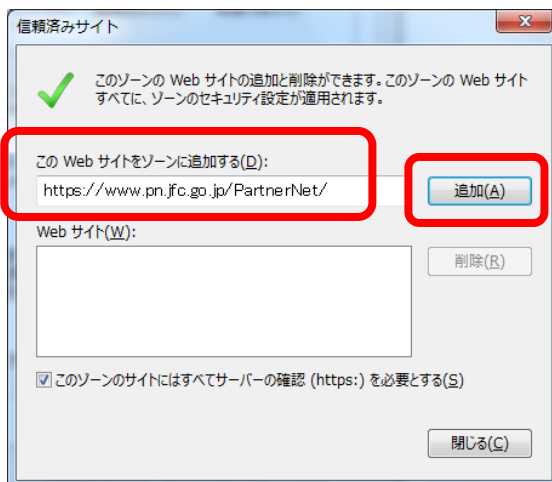 信頼済みサイト
このゾーンの Web サイトの追加と削除ができます。このゾーンの Web サイト
すべてに、ゾーンのセキュリティ設定が適用されます。
この Web サイトをゾーンに追加する(D):
https://www.pn.jfc.go.jp/PartnerNet/
追加(A)
Web サイト(W):
削除(R)
このゾーンのサイトにはすべてサーバーの確認 (https:) を必要とする(S)
閉じる(C)